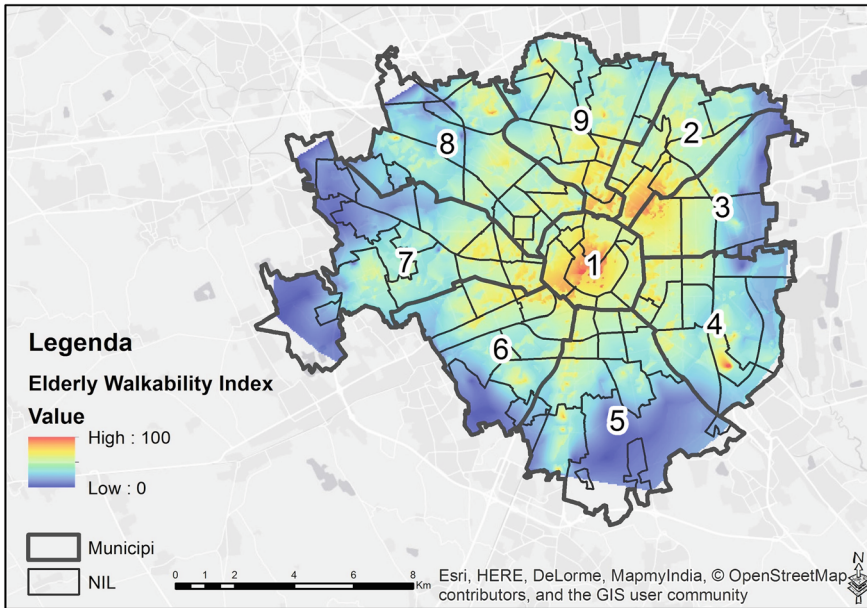 9
2
8
3
1
7
4
6
5
Legenda
Elderly Walkability Index
Value
High : 100
Low : 0
Municipi
NIL
0 2 4 6 8
Km
Esri, HERE, DeLorme, MapmyIndia, © OpenStreetMap
contributors, and the GIS user community
N